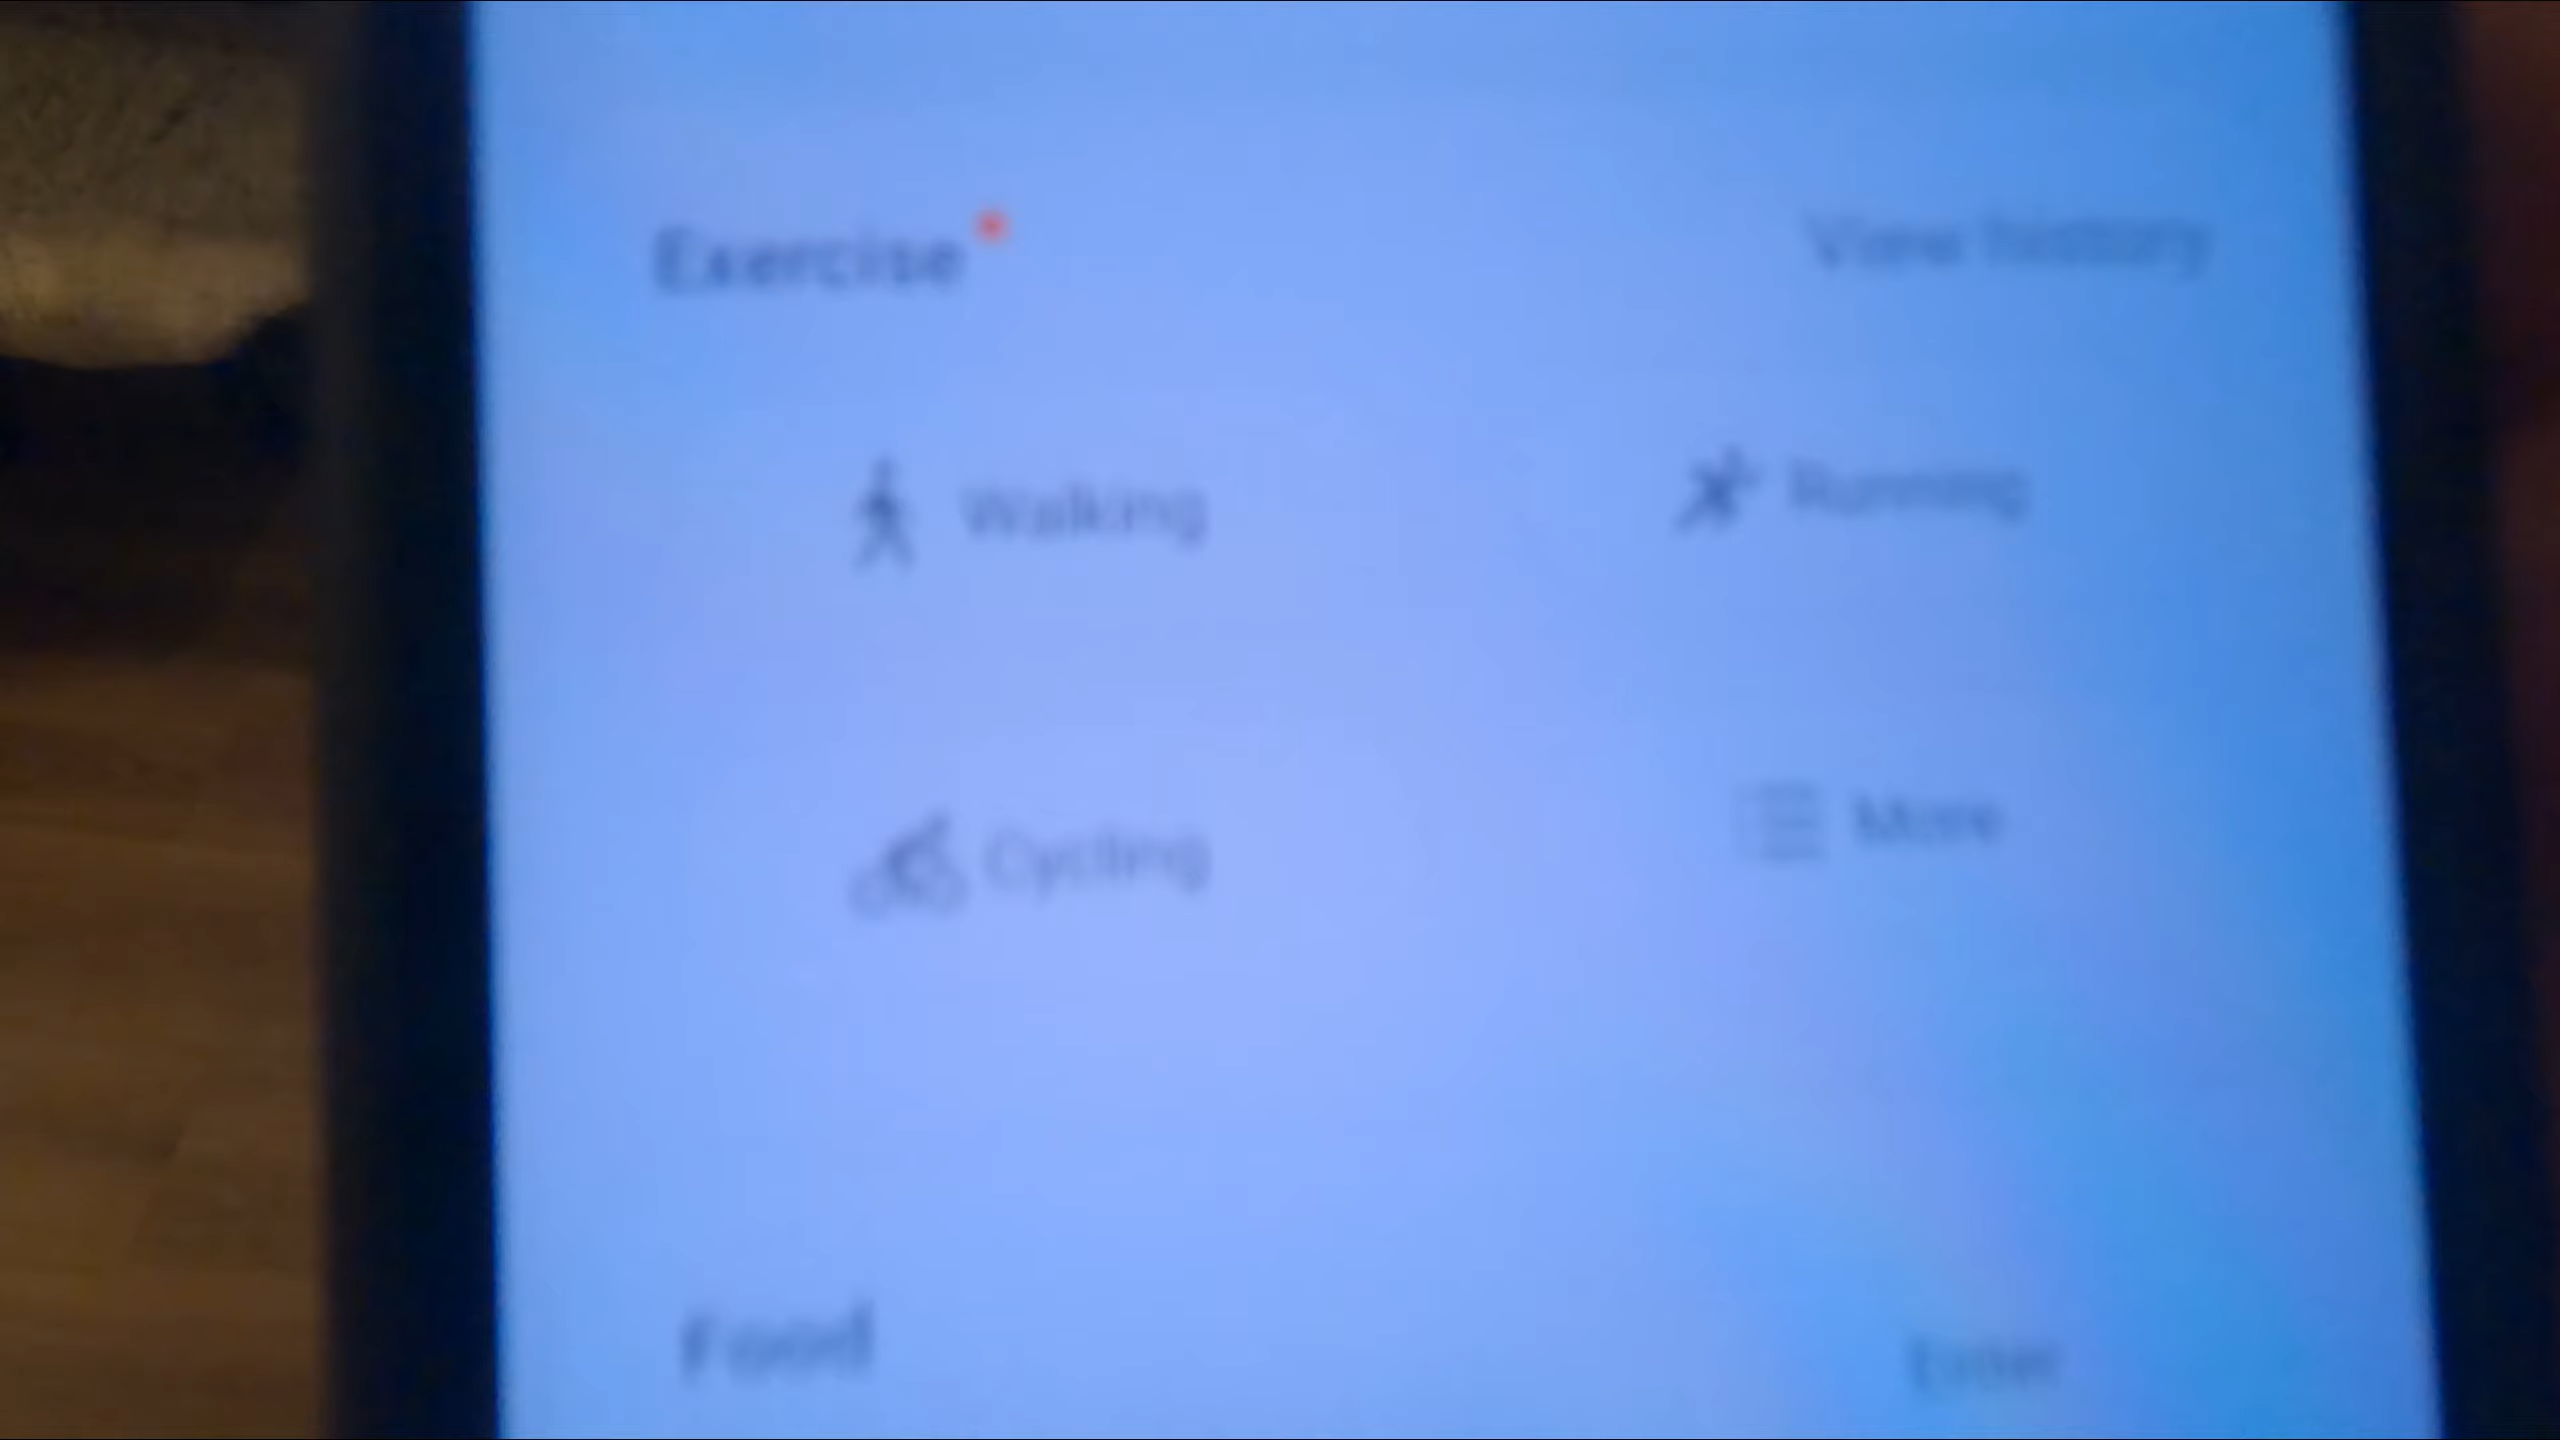 Exercise
View history
Walking
Running
Cycling
More
Food
Enter